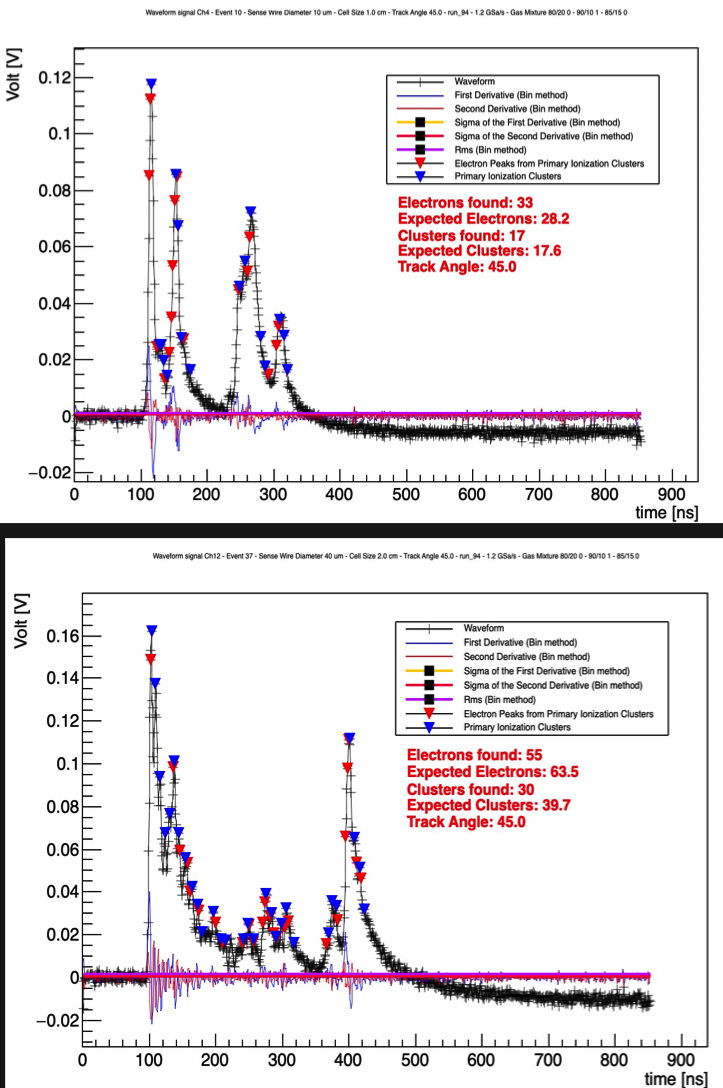 Waveform signal Ch4 - Event 10 - Sense Wire Diameter 10 um - Cell Size 1.0 cm - Track Angle 45.0 - run_94 - 1.2 GSa/s - Gas Mixture 80/20 0 - 90/10 1 - 85/15 0
Volt [V]
0.12
0.1
0.08
0.06
0.04
0.02
0
−0.02
Waveform
First Derivative (Bin method)
Second Derivative (Bin method)
Sigma of the First Derivative (Bin method)
Sigma of the Second Derivative (Bin method)
Rms (Bin method)
Electron Peaks from Primary Ionization Clusters
Primary Ionization Clusters
Electrons found: 33
Expected Electrons: 28.2
Clusters found: 17
Expected Clusters: 17.6
Track Angle: 45.0
0 100 200 300 400 500 600 700 800 900
time [ns]
Waveform signal Ch12 - Event 37 - Sense Wire Diameter 40 um - Cell Size 2.0 cm - Track Angle 45.0 - run_94 - 1.2 GSa/s - Gas Mixture 80/20 0 - 90/10 1 - 85/15 0
Volt [V]
0.16
0.14
0.12
0.1
0.08
0.06
0.04
0.02
0
−0.02
Waveform
First Derivative (Bin method)
Second Derivative (Bin method)
Sigma of the First Derivative (Bin method)
Sigma of the Second Derivative (Bin method)
Rms (Bin method)
Electron Peaks from Primary Ionization Clusters
Primary Ionization Clusters
Electrons found: 55
Expected Electrons: 63.5
Clusters found: 30
Expected Clusters: 39.7
Track Angle: 45.0
0 100 200 300 400 500 600 700 800 900
time [ns]